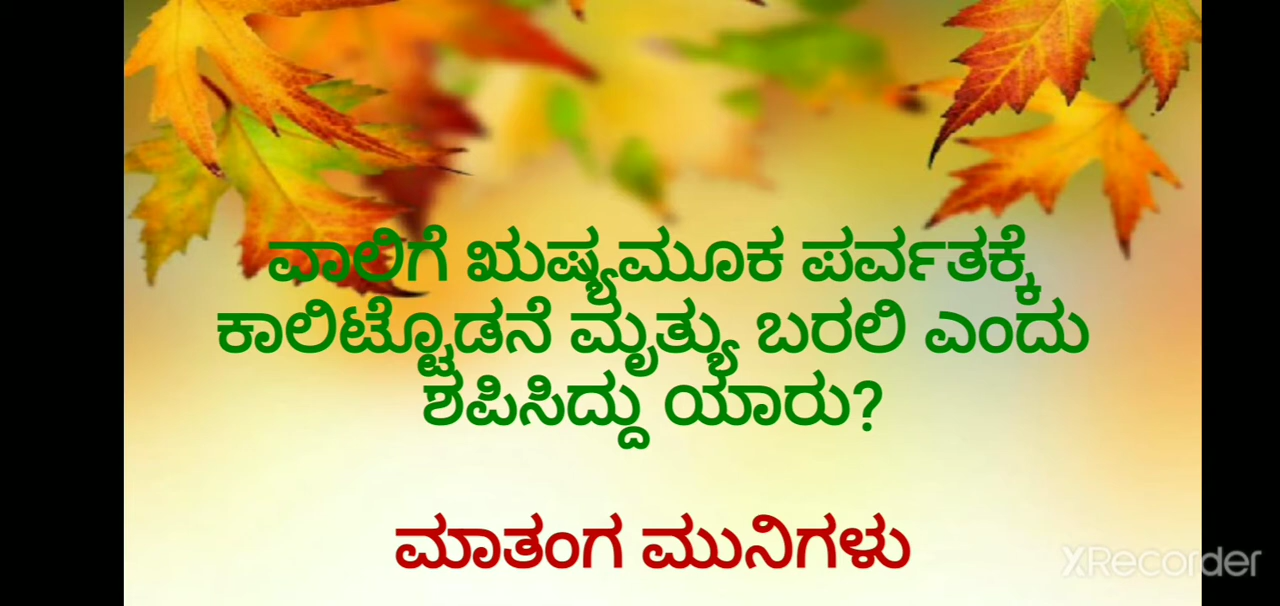 ವಾಲಿಗೆ ಋಷ್ಯಮೂಕ ಪರ್ವತಕ್ಕೆ
ಕಾಲಿಟ್ಟೊಡನೆ ಮೃತ್ಯು ಬರಲಿ ಎಂದು
ಶಪಿಸಿದ್ದು ಯಾರು?
ಮಾತಂಗ ಮುನಿಗಳು
XRecorder